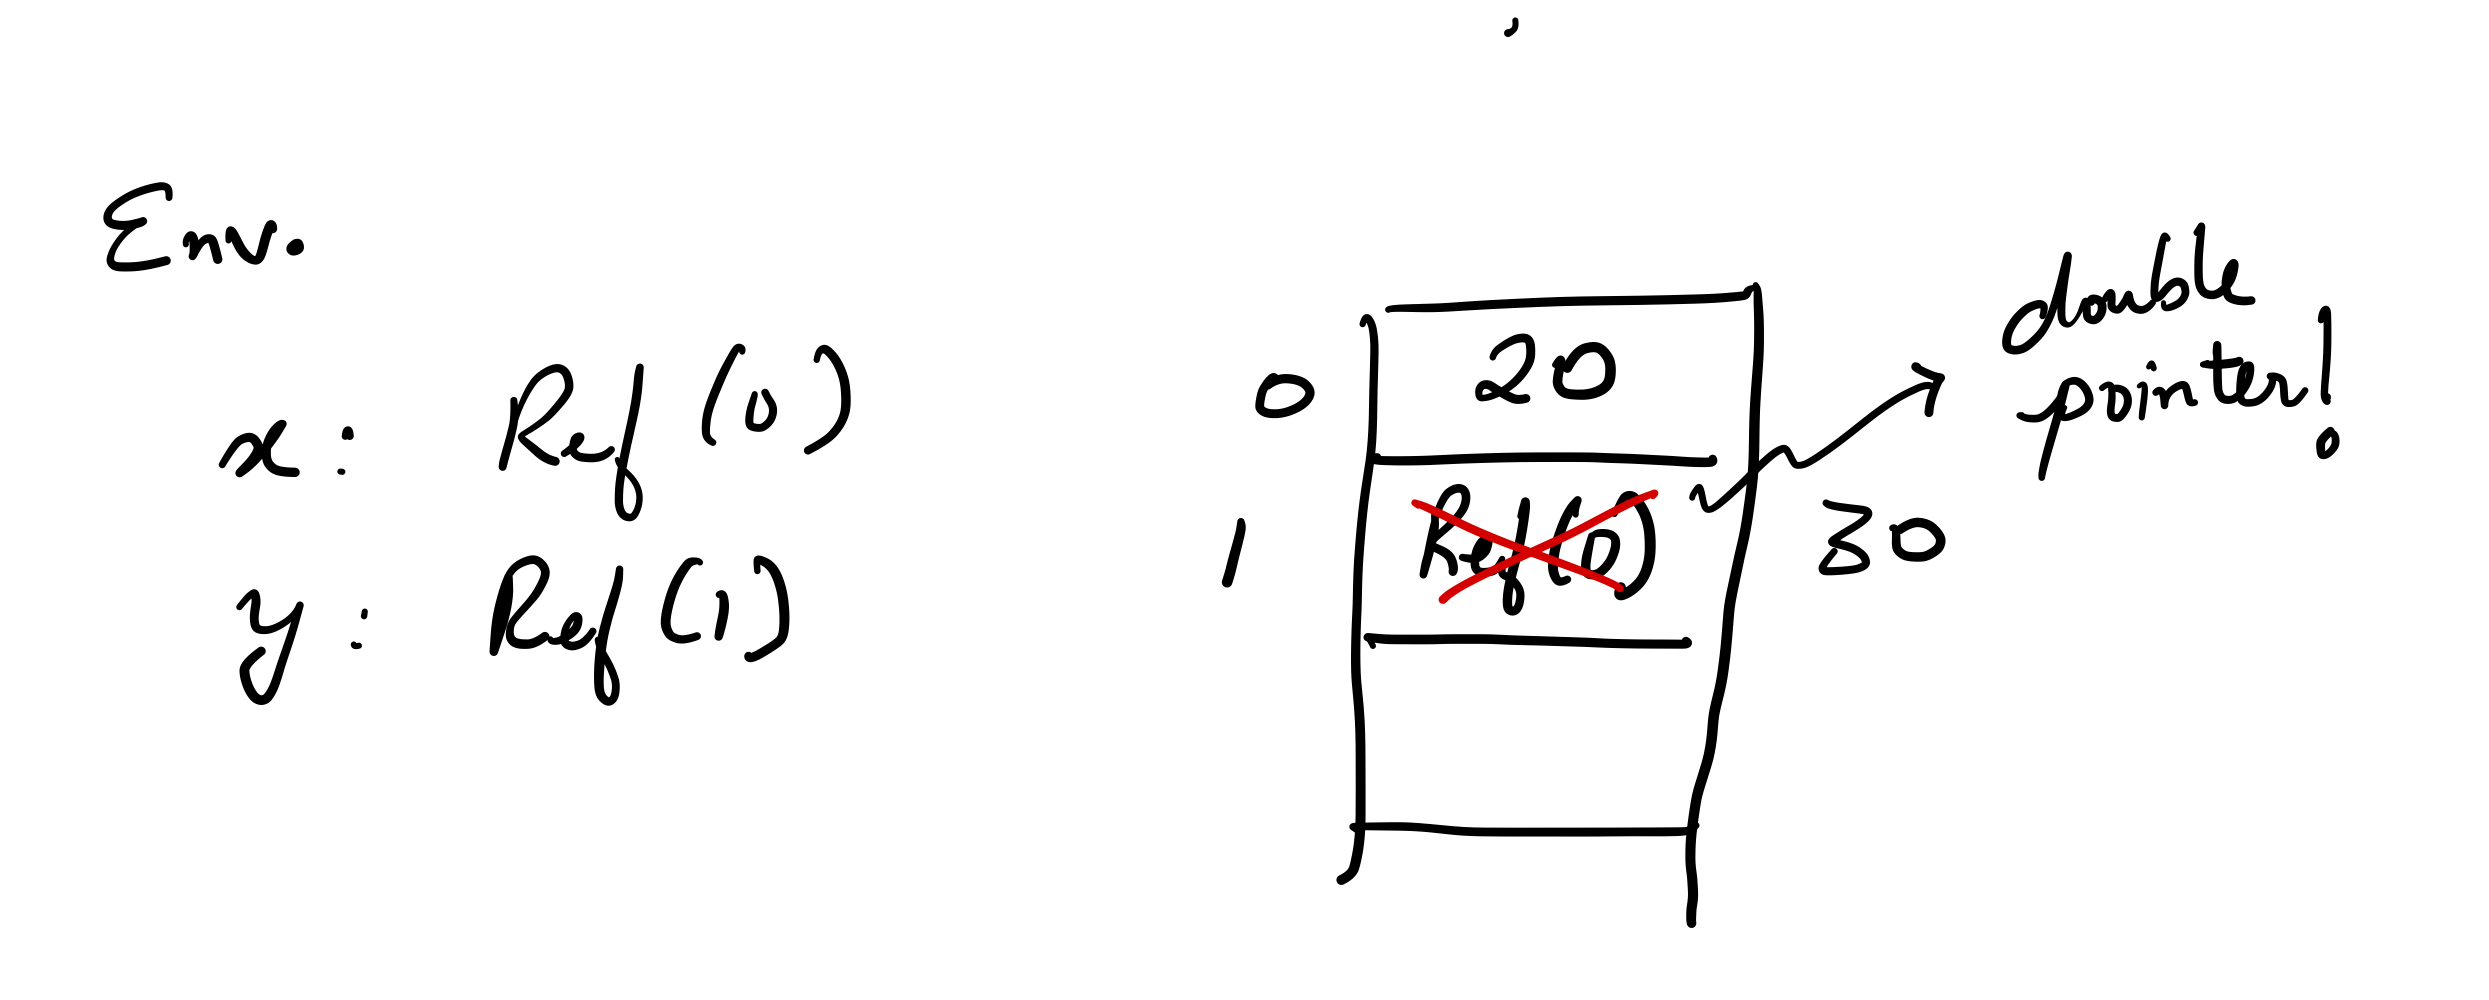 Env.
x : Ref (0)
y : Ref (1)
0 20
1 Ref(0) 30
double
pointer!